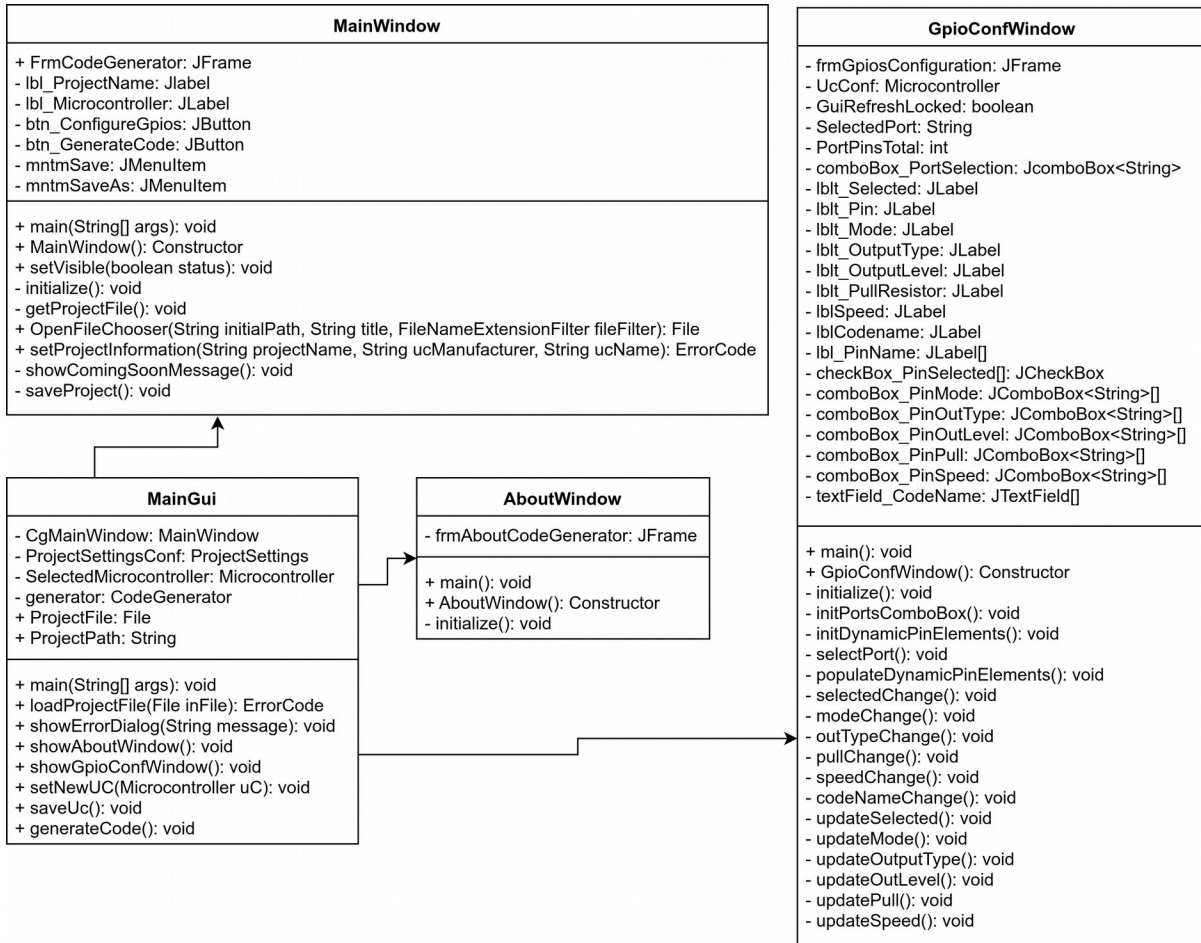 MainWindow
+ FrmCodeGenerator: JFrame
- lbl_ProjectName: Jlabel
- lbl_Microcontroller: JLabel
- btn_ConfigureGpios: JButton
- btn_GenerateCode: JButton
- mntmSave: JMenuItem
- mntmSaveAs: JMenuItem
+ main(String[] args): void
+ MainWindow(): Constructor
+ setVisible(boolean status): void
- initialize(): void
- getProjectFile(): void
+ OpenFileChooser(String initialPath, String title, FileNameExtensionFilter fileFilter): File
+ setProjectInformation(String projectName, String ucManufacturer, String ucName): ErrorCode
- showComingSoonMessage(): void
- saveProject(): void
MainGui
- CgMainWindow: MainWindow
- ProjectSettingsConf: ProjectSettings
- SelectedMicrocontroller: Microcontroller
- generator: CodeGenerator
+ ProjectFile: File
+ ProjectPath: String
+ main(String[] args): void
+ loadProjectFile(File inFile): ErrorCode
+ showErrorDialog(String message): void
+ showAboutWindow(): void
+ showGpioConfWindow(): void
+ setNewUC(Microcontroller uC): void
+ saveUc(): void
+ generateCode(): void
AboutWindow
- frmAboutCodeGenerator: JFrame
+ main(): void
+ AboutWindow(): Constructor
- initialize(): void
GpioConfWindow
- frmGpiosConfiguration: JFrame
- UcConf: Microcontroller
- GuiRefreshLocked: boolean
- SelectedPort: String
- PortPinsTotal: int
- comboBox_PortSelection: JcomboBox<String>
- lblt_Selected: JLabel
- lblt_Pin: JLabel
- lblt_Mode: JLabel
- lblt_OutputType: JLabel
- lblt_OutputLevel: JLabel
- lblt_PullResistor: JLabel
- lblSpeed: JLabel
- lblCodename: JLabel
- lbl_PinName: JLabel[]
- checkBox_PinSelected[]: JCheckBox
- comboBox_PinMode: JComboBox<String>[]
- comboBox_PinOutType: JComboBox<String>[]
- comboBox_PinOutLevel: JComboBox<String>[]
- comboBox_PinPull: JComboBox<String>[]
- comboBox_PinSpeed: JComboBox<String>[]
- textField_CodeName: JTextField[]
+ main(): void
+ GpioConfWindow(): Constructor
- initialize(): void
- initPortsComboBox(): void
- initDynamicPinElements(): void
- selectPort(): void
- populateDynamicPinElements(): void
- selectedChange(): void
- modeChange(): void
- outTypeChange(): void
- pullChange(): void
- speedChange(): void
- codeNameChange(): void
- updateSelected(): void
- updateMode(): void
- updateOutputType(): void
- updateOutLevel(): void
- updatePull(): void
- updateSpeed(): void